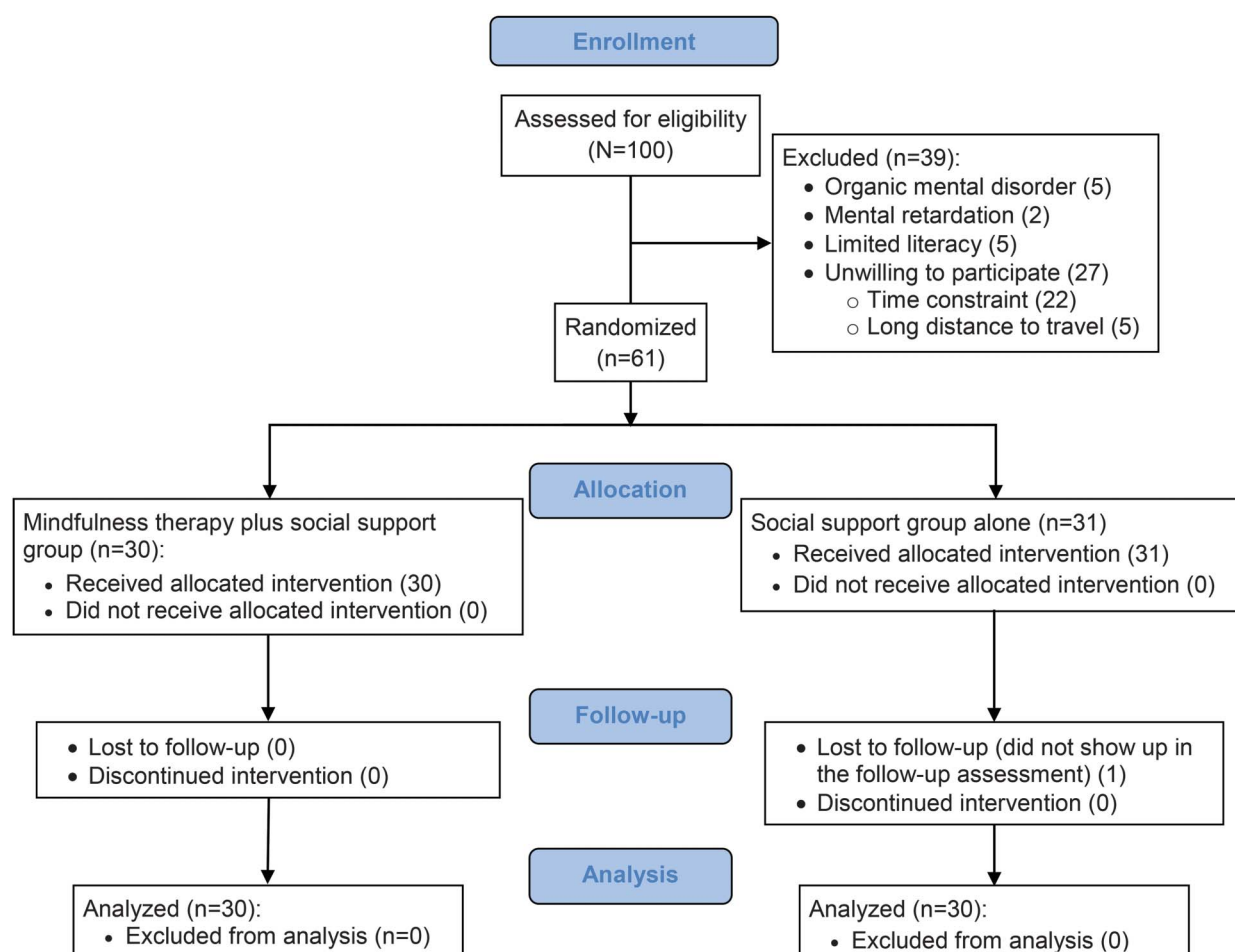 Enrollment
Assessed for eligibility
(N=100)
Excluded (n=39):
• Organic mental disorder (5)
• Mental retardation (2)
• Limited literacy (5)
• Unwilling to participate (27)
o Time constraint (22)
o Long distance to travel (5)
Randomized
(n=61)
Allocation
Mindfulness therapy plus social support
group (n=30):
• Received allocated intervention (30)
• Did not receive allocated intervention (0)
Social support group alone (n=31)
• Received allocated intervention (31)
• Did not receive allocated intervention (0)
Follow-up
• Lost to follow-up (0)
• Discontinued intervention (0)
• Lost to follow-up (did not show up in
the follow-up assessment) (1)
• Discontinued intervention (0)
Analysis
Analyzed (n=30):
• Excluded from analysis (n=0)
Analyzed (n=30):
• Excluded from analysis (0)